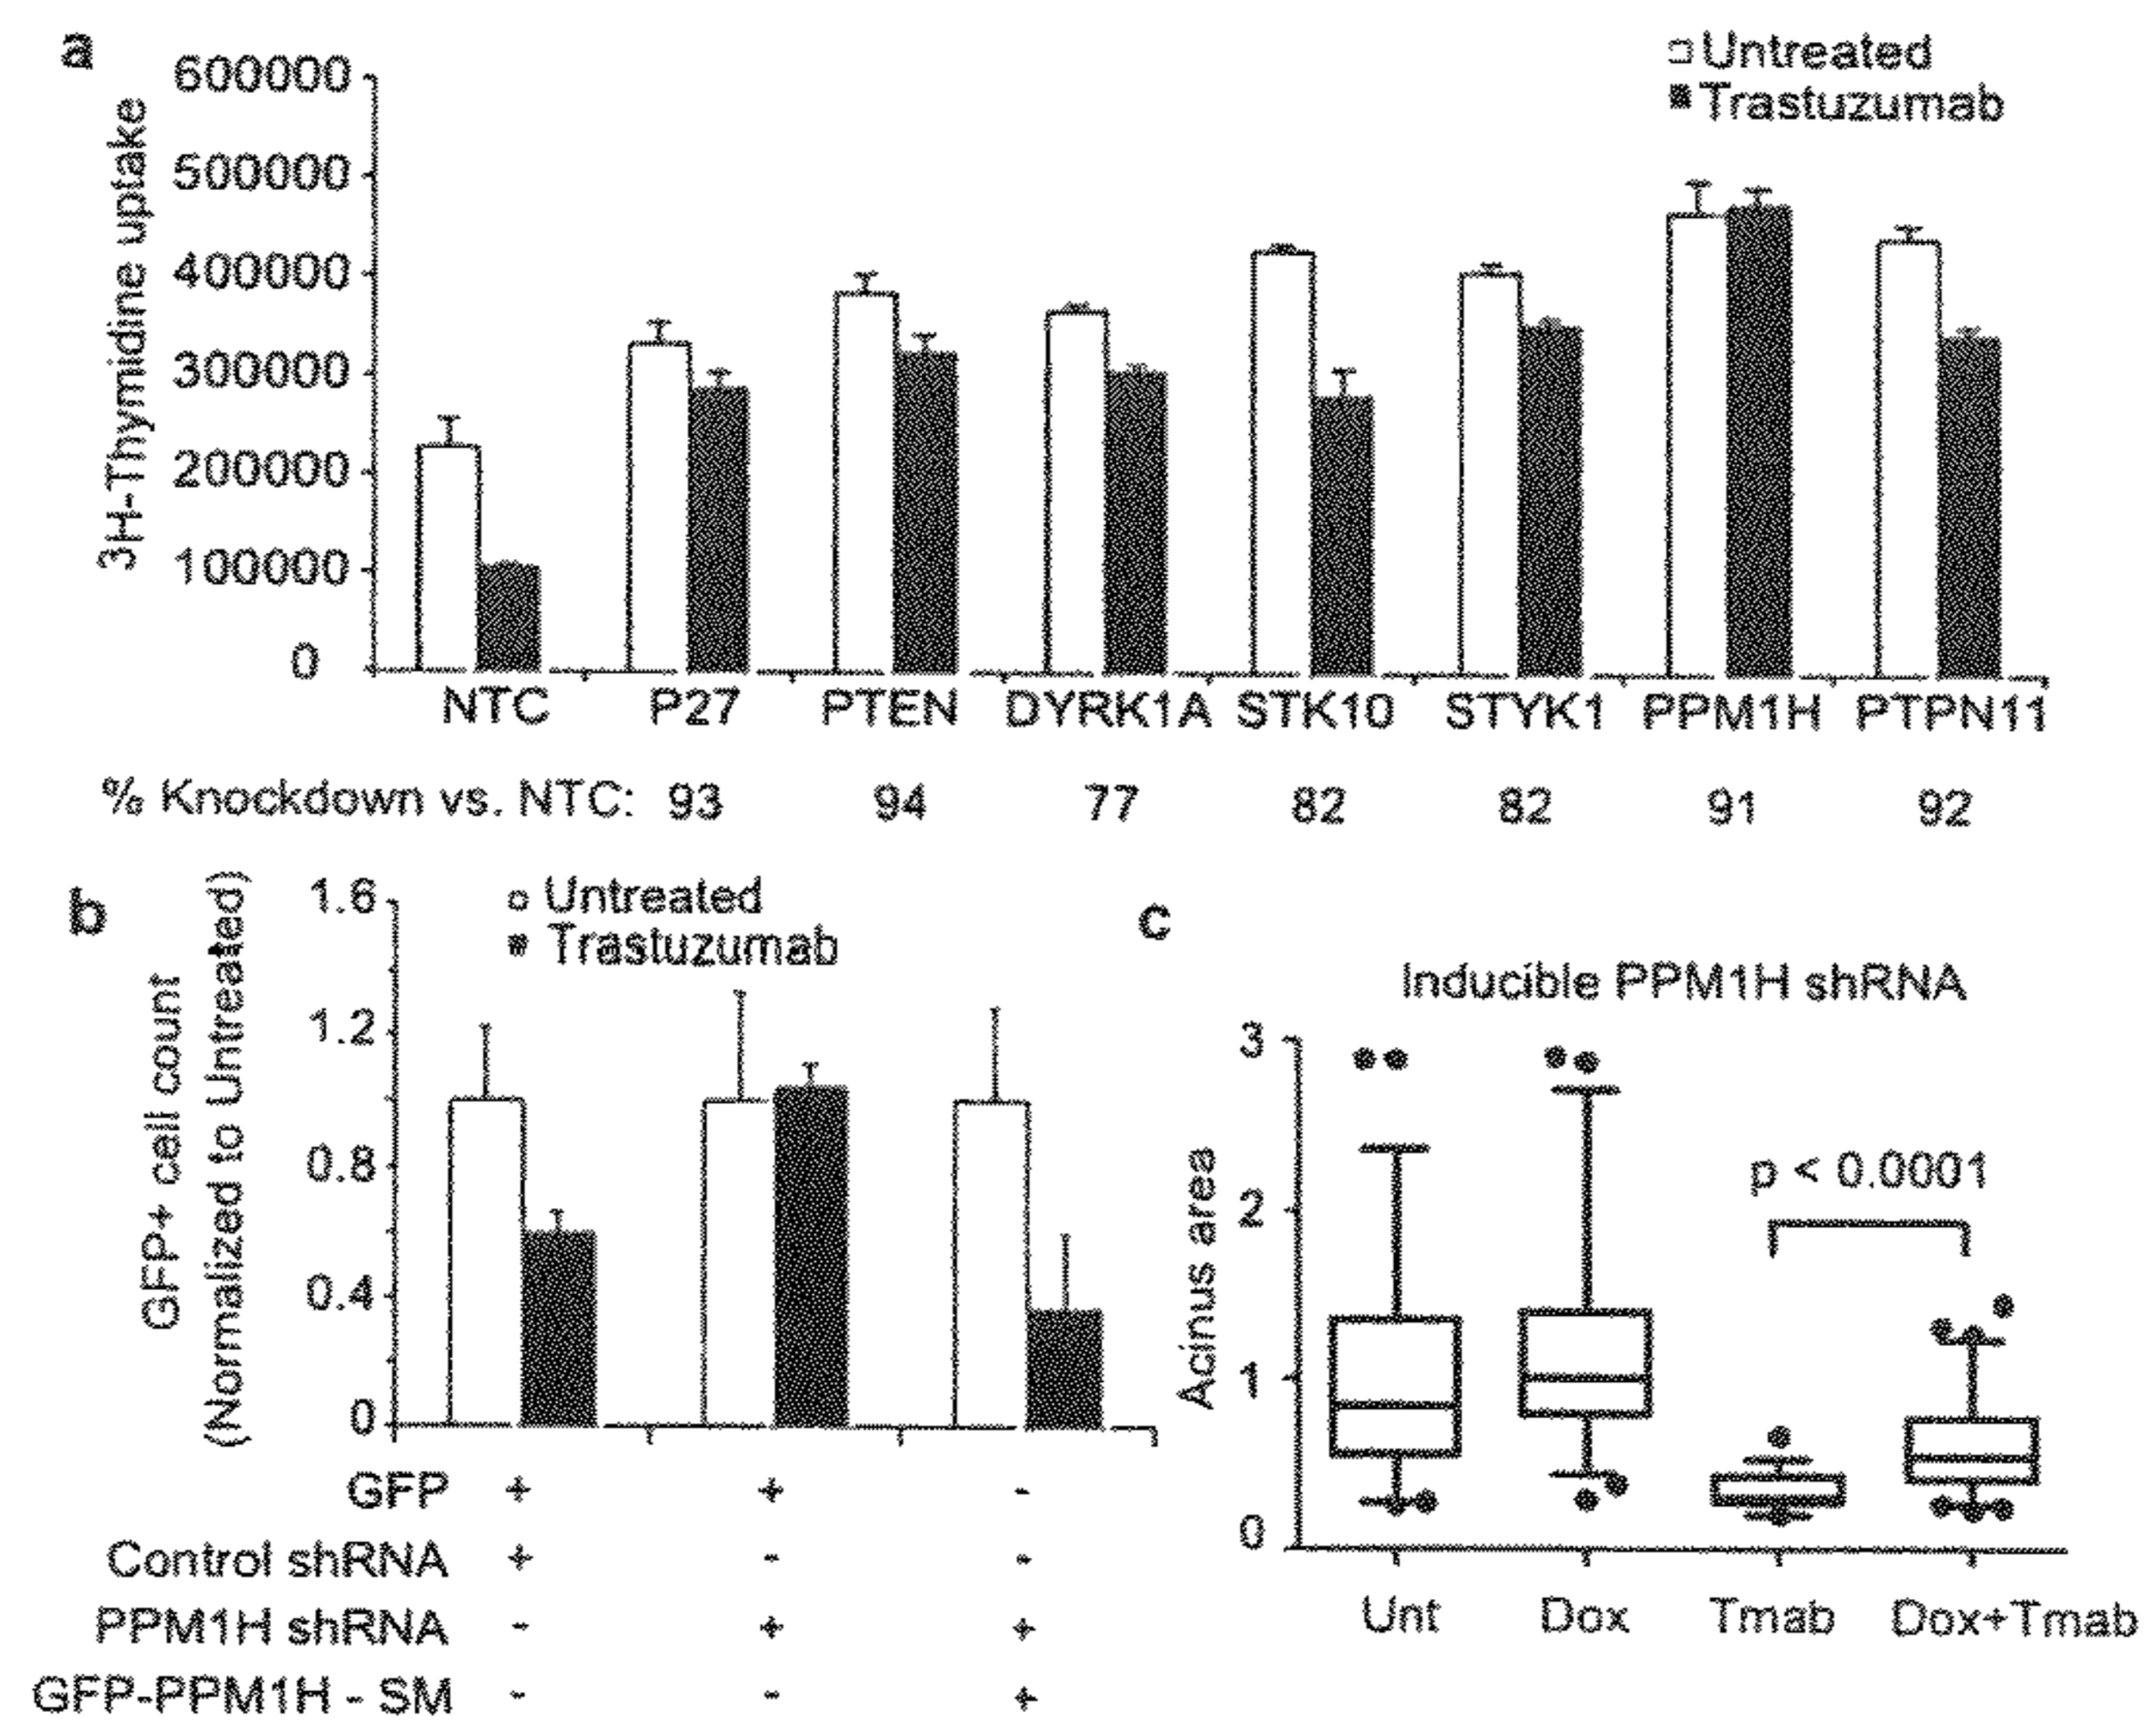 a
Untreated
Trastuzumab
3H-Thymidine uptake
600000
500000
400000
300000
200000
100000
0
NTC P27 PTEN DYRK1A STK10 STYK1 PPM1H PTPN11
% Knockdown vs. NTC: 93 94 77 82 82 91 92
b
Untreated
Trastuzumab
GFP+ cell count
(Normalized to Untreated)
1.6
1.2
0.8
0.4
0
GFP + + -
Control shRNA + - -
PPM1H shRNA - + +
GFP-PPM1H - SM - - +
c
Inducible PPM1H shRNA
Acinus area
3
2
1
0
p < 0.0001
Unt Dox Tmab Dox+Tmab